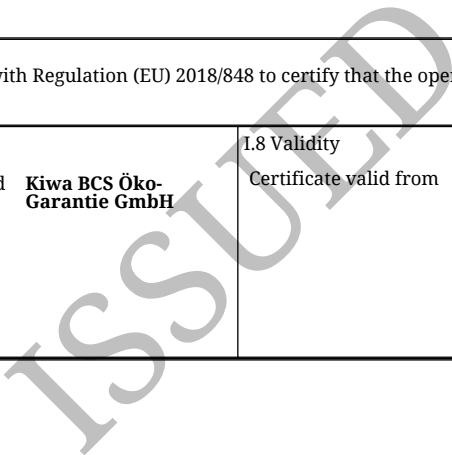 with Regulation (EU) 2018/848 to certify that the oper
I.8 Validity
Kiwa BCS Öko-
Garantie GmbH
Certificate valid from
ISSUED